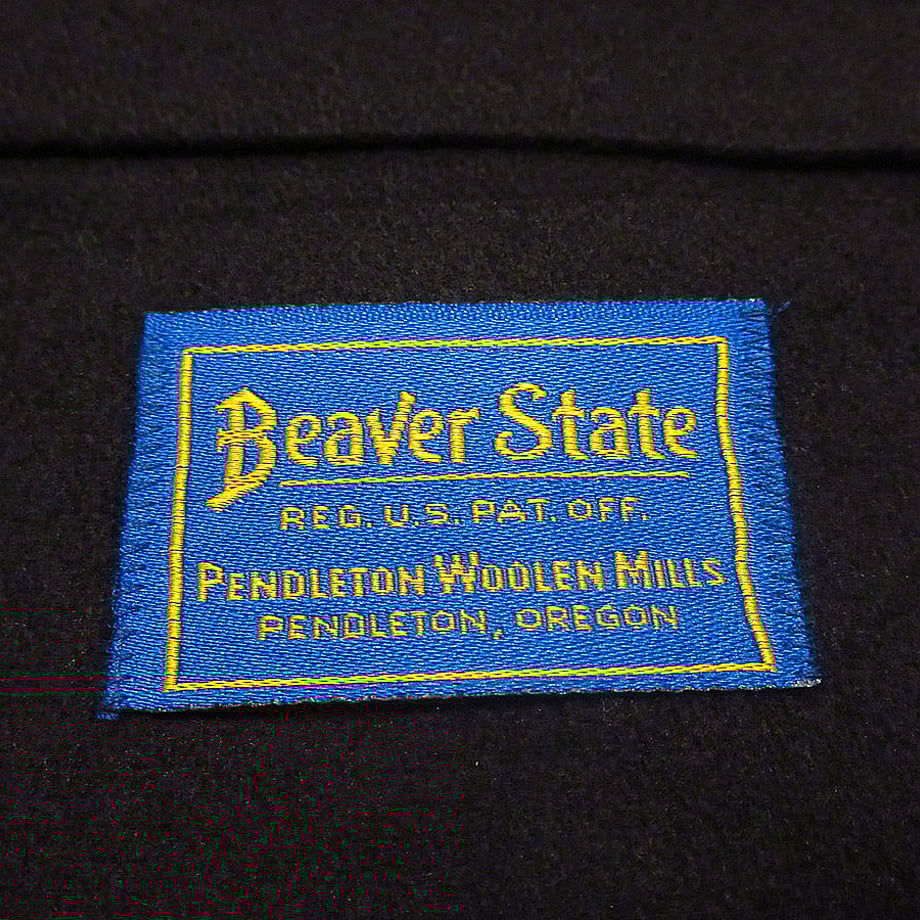 Beaver State
REG. U.S. PAT. OFF.
PENDLETON WOOLEN MILLS
PENDLETON, OREGON